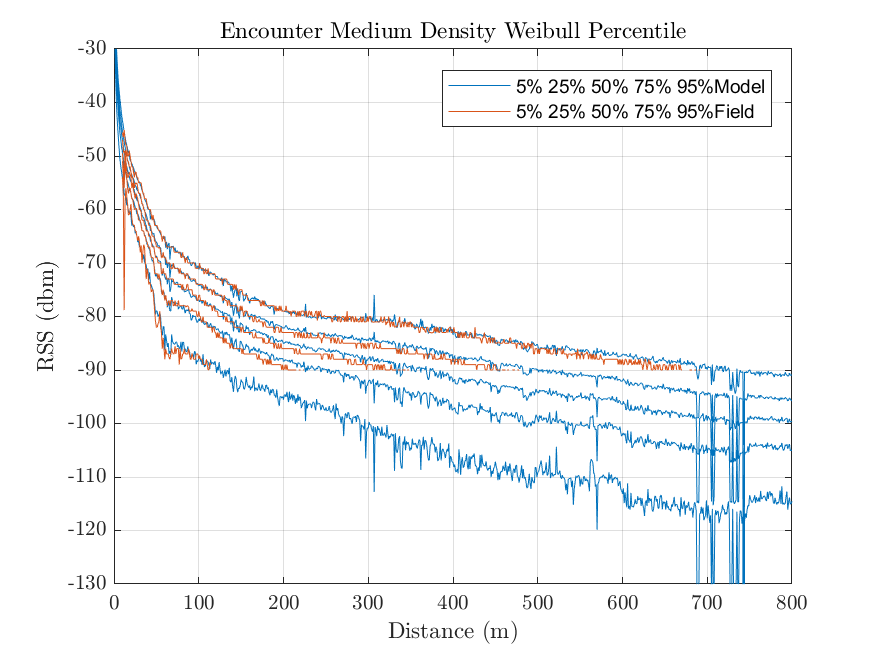 Encounter Medium Density Weibull Percentile
5% 25% 50% 75% 95%Model
5% 25% 50% 75% 95%Field
RSS (dbm)
-30
-40
-50
-60
-70
-80
-90
-100
-110
-120
-130
0 100 200 300 400 500 600 700 800
Distance (m)